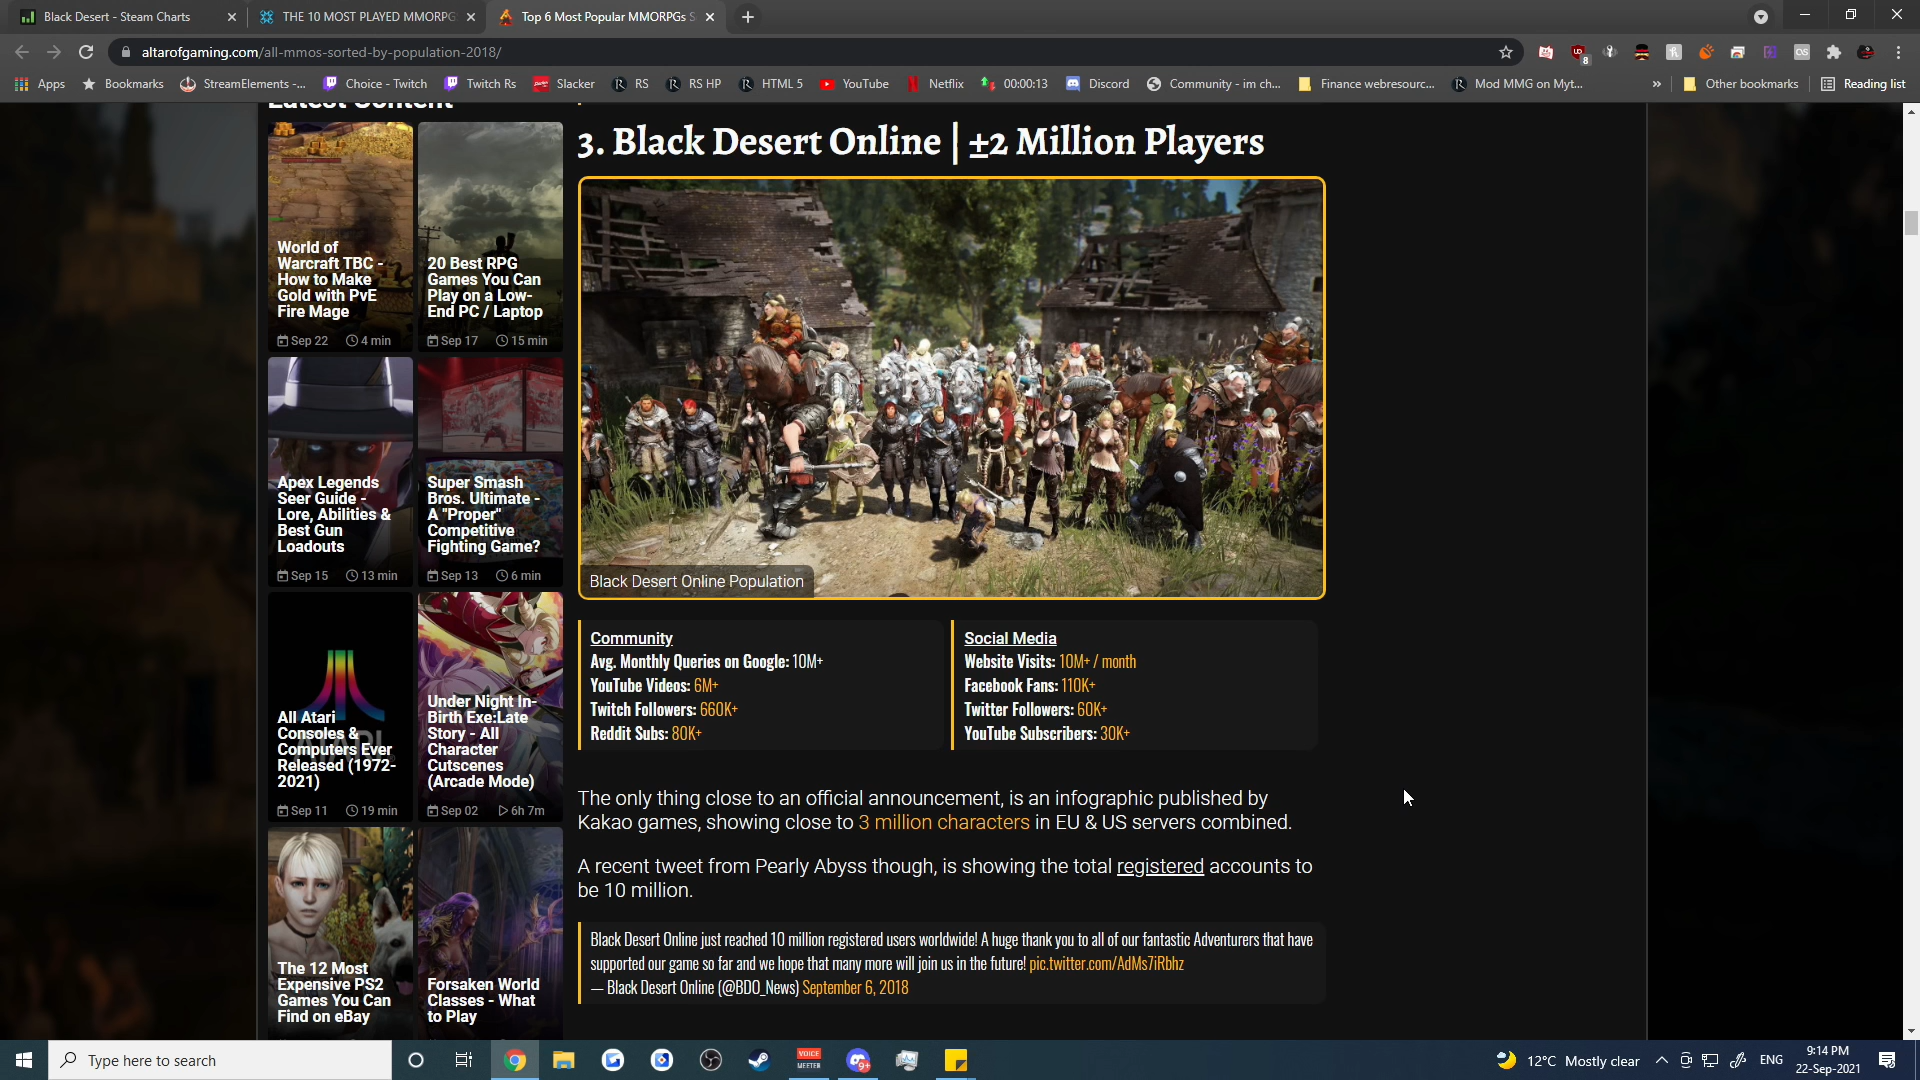 Black Desert - Steam Charts
THE 10 MOST PLAYED MMORPG
Top 6 Most Popular MMORPGs S
altarofgaming.com/all-mmos-sorted-by-population-2018/
8
Apps
Bookmarks
StreamElements -...
Choice - Twitch
Twitch Rs
Slacker
RS
RS HP
HTML 5
YouTube
Netflix
00:00:13
Discord
Community - im ch...
Finance webresourc...
Mod MMG on Myt...
»
Other bookmarks
Reading list
Latest Content
World of
Warcraft TBC -
How to Make
Gold with PvE
Fire Mage
Sep 22 4 min
20 Best RPG
Games You Can
Play on a Low-
End PC / Laptop
Sep 17 15 min
Apex Legends
Seer Guide -
Lore, Abilities &
Best Gun
Loadouts
Sep 15 13 min
Super Smash
Bros. Ultimate -
A "Proper"
Competitive
Fighting Game?
Sep 13 6 min
All Atari
Consoles &
Computers Ever
Released (1972-
2021)
Sep 11 19 min
Under Night In-
Birth Exe:Late
Story - All
Character
Cutscenes
(Arcade Mode)
Sep 02 6h 7m
The 12 Most
Expensive PS2
Games You Can
Find on eBay
Forsaken World
Classes - What
to Play
3. Black Desert Online | ±2 Million Players
Black Desert Online Population
Community
Avg. Monthly Queries on Google: 10M+
YouTube Videos: 6M+
Twitch Followers: 660K+
Reddit Subs: 80K+
Social Media
Website Visits: 10M+ / month
Facebook Fans: 110K+
Twitter Followers: 60K+
YouTube Subscribers: 30K+
The only thing close to an official announcement, is an infographic published by
Kakao games, showing close to 3 million characters in EU & US servers combined.
A recent tweet from Pearly Abyss though, is showing the total registered accounts to
be 10 million.
Black Desert Online just reached 10 million registered users worldwide! A huge thank you to all of our fantastic Adventurers that have
supported our game so far and we hope that many more will join us in the future! pic.twitter.com/AdMs7iRbhz
— Black Desert Online (@BDO_News) September 6, 2018
Type here to search
VOICE
MEETER
9+
12°C Mostly clear
ENG
9:14 PM
22-Sep-2021